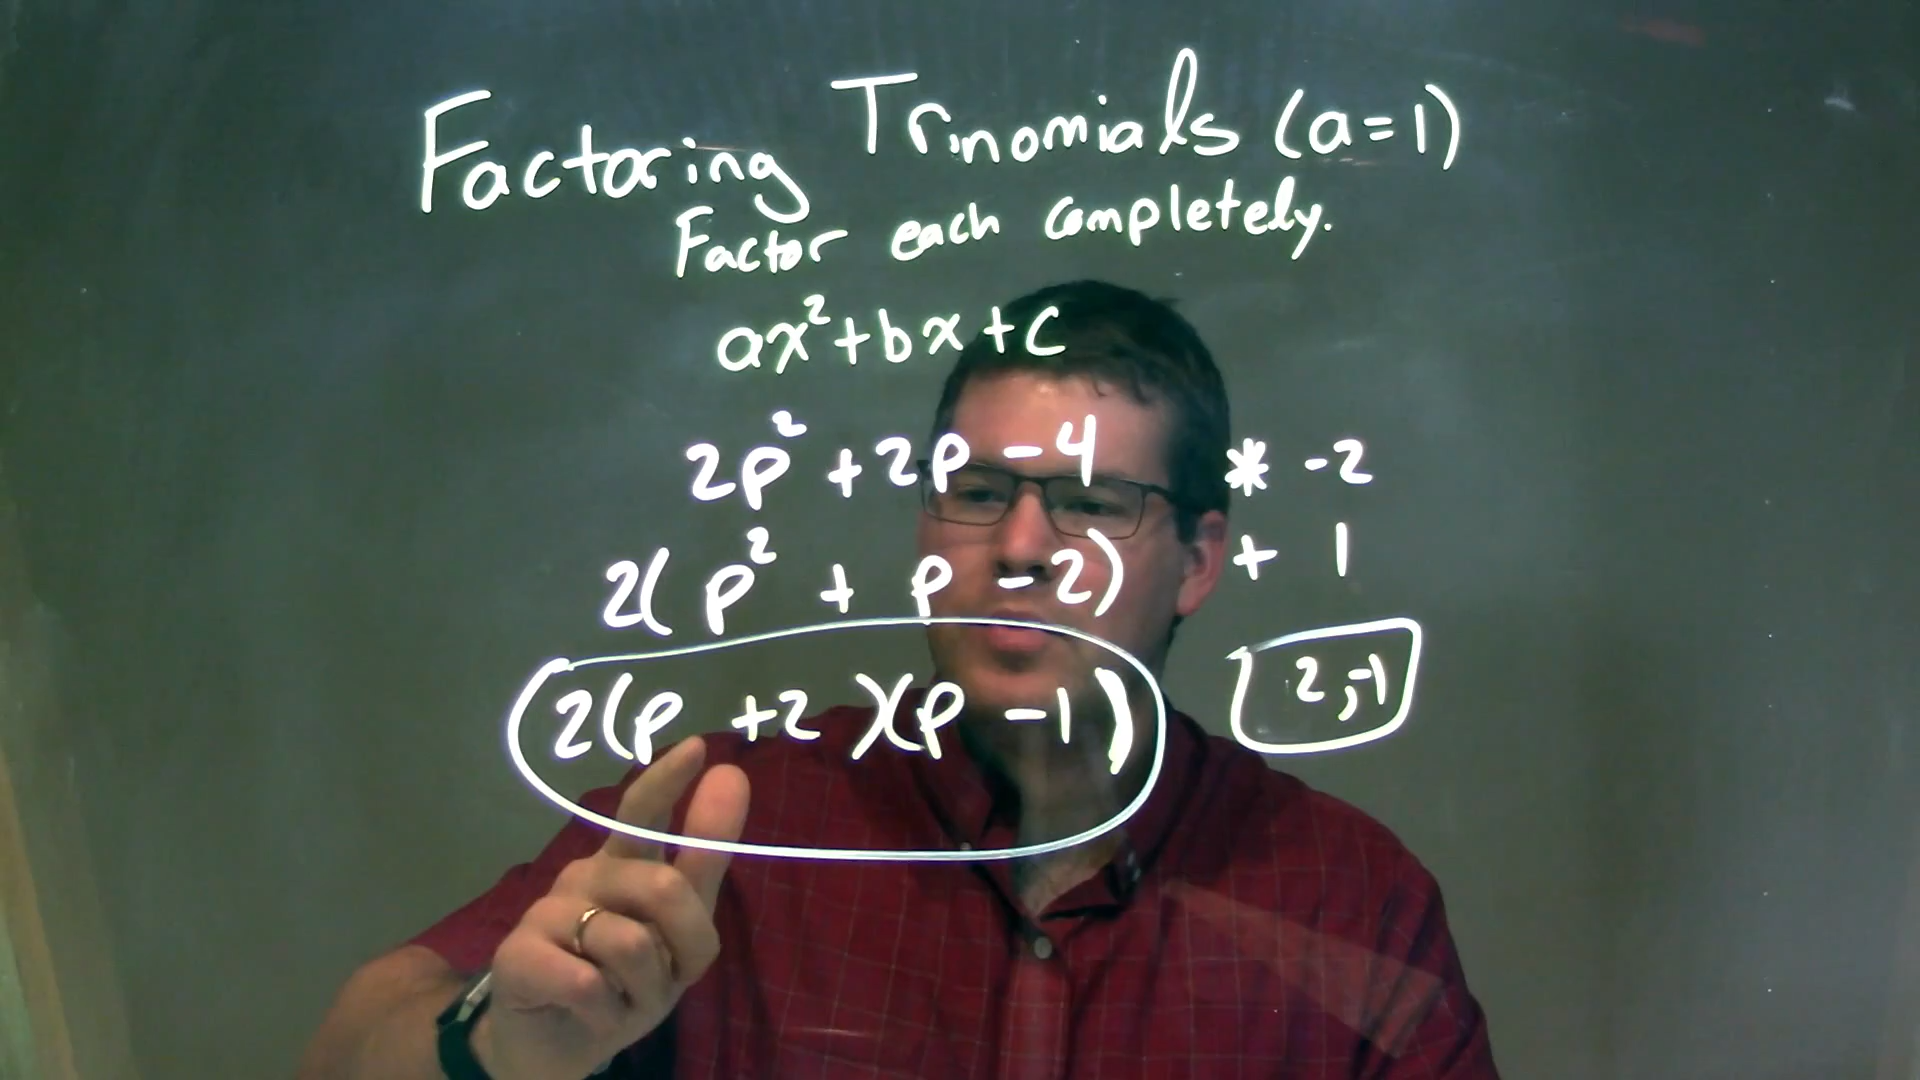 Factoring Trinomials (a=1)
Factor each completely.
ax²+bx+c
2p²+2p-4 * -2
2(p² + p -2) + 1
2(p +2)(p -1) 2,-1